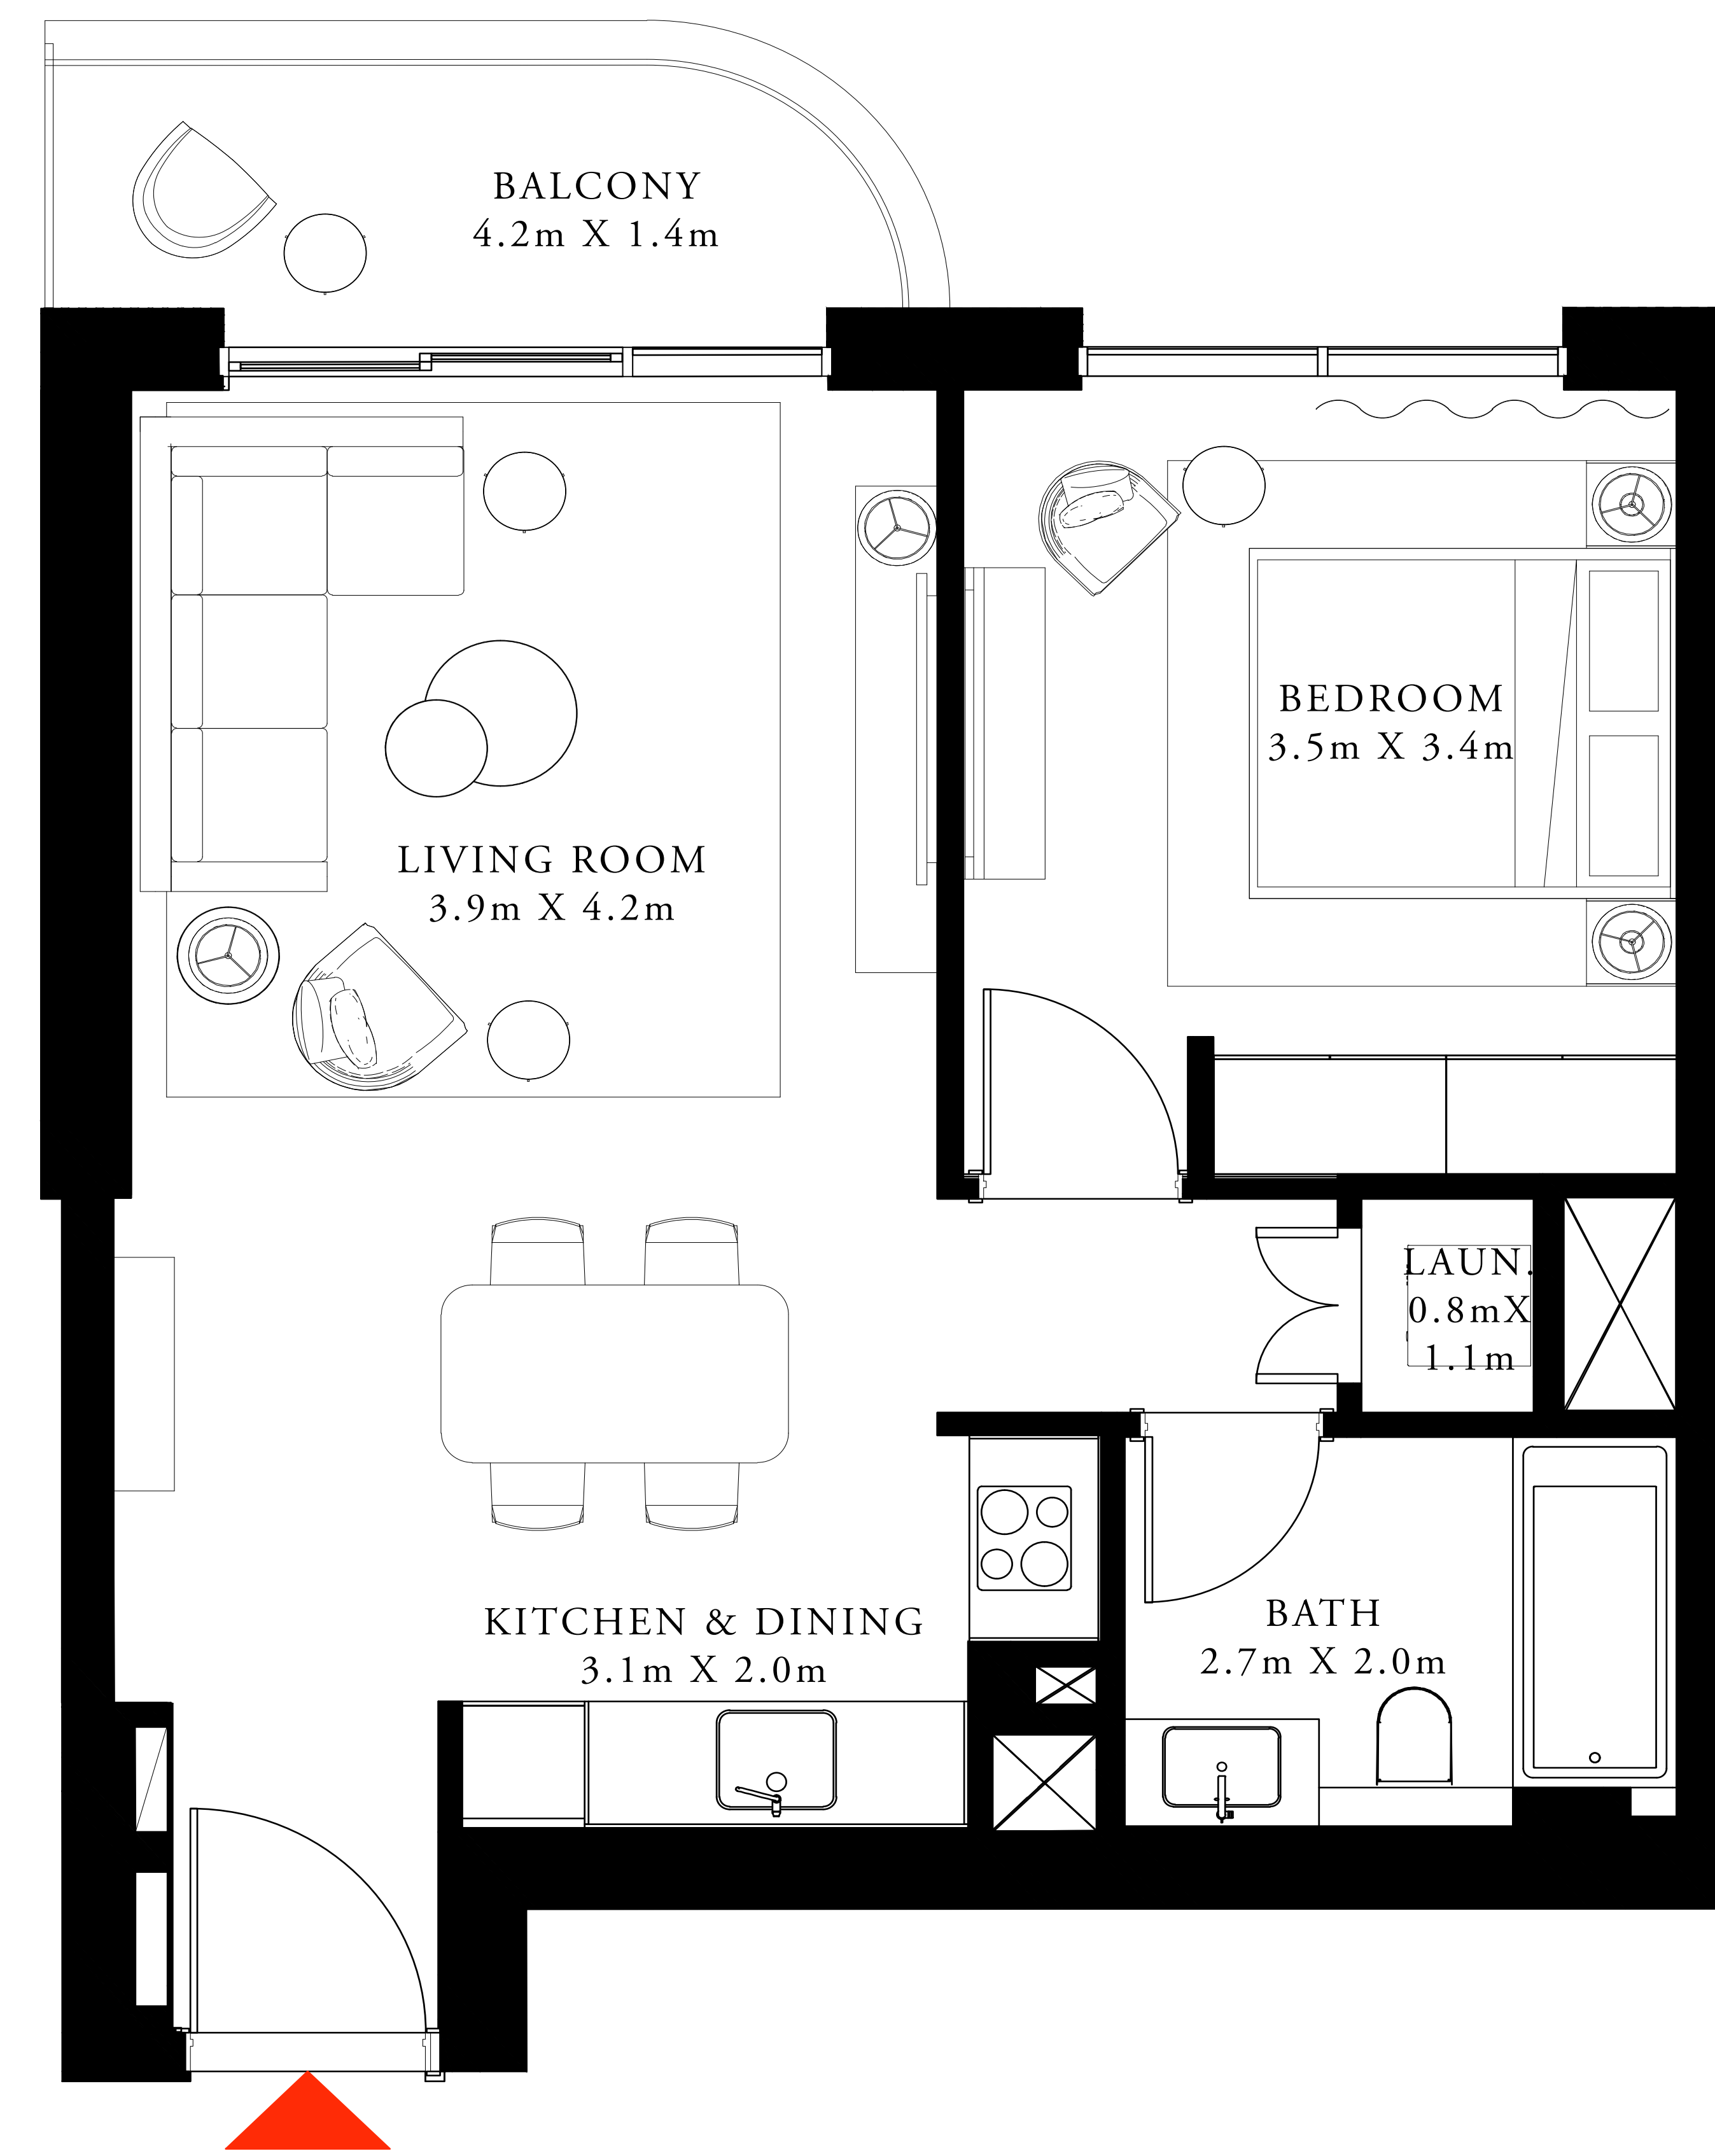 BALCONY
4.2m X 1.4m
BEDROOM
3.5m X 3.4m
LIVING ROOM
3.9m X 4.2m
LAUN.
0.8mX
1.1m
KITCHEN & DINING
3.1m X 2.0m
BATH
2.7m X 2.0m